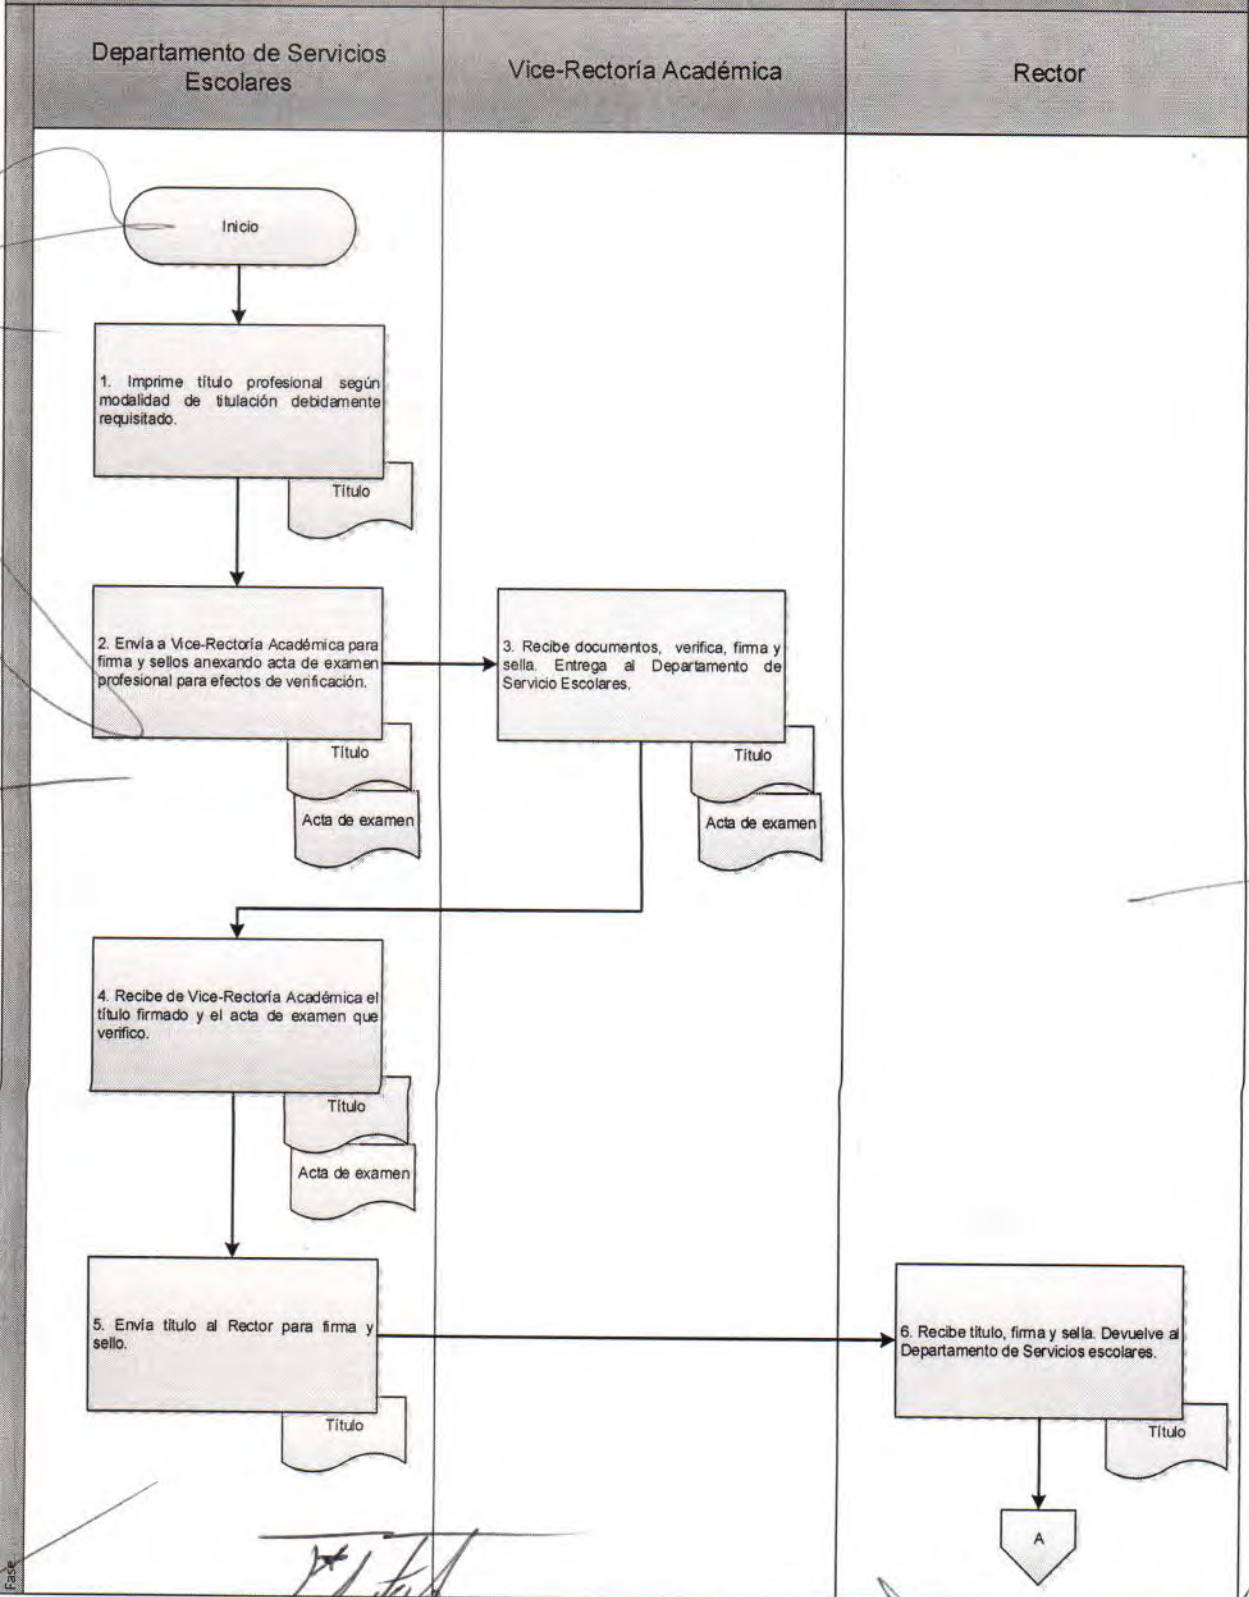 Departamento de Servicios
Escolares
Vice-Rectoría Académica
Rector
Inicio
1. Imprime título profesional según
modalidad de titulación debidamente
requisitado.
Título
2. Envía a Vice-Rectoría Académica para
firma y sellos anexando acta de examen
profesional para efectos de verificación.
Título
Acta de examen
3. Recibe documentos, verifica, firma y
sella. Entrega al Departamento de
Servicio Escolares.
Título
Acta de examen
4. Recibe de Vice-Rectoría Académica el
título firmado y el acta de examen que
verifico.
Título
Acta de examen
5. Envía título al Rector para firma y
sello.
Título
6. Recibe título, firma y sella. Devuelve al
Departamento de Servicios escolares.
Título
A
Fase